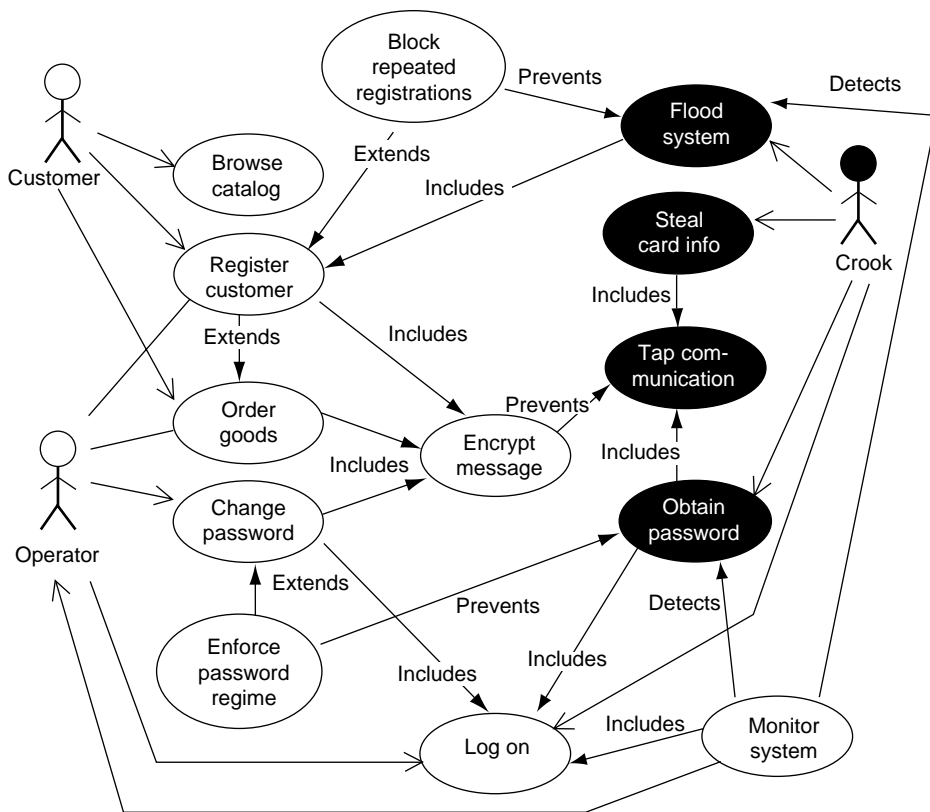 Block
repeated
registrations
Prevents
Detects
Flood
system
Customer
Browse
catalog
Extends
Includes
Steal
card info
Crook
Register
customer
Includes
Extends
Includes
Tap com-
munication
Prevents
Order
goods
Encrypt
message
Includes
Includes
Change
password
Obtain
password
Operator
Extends
Prevents
Detects
Enforce
password
regime
Includes
Includes
Includes
Log on
Monitor
system